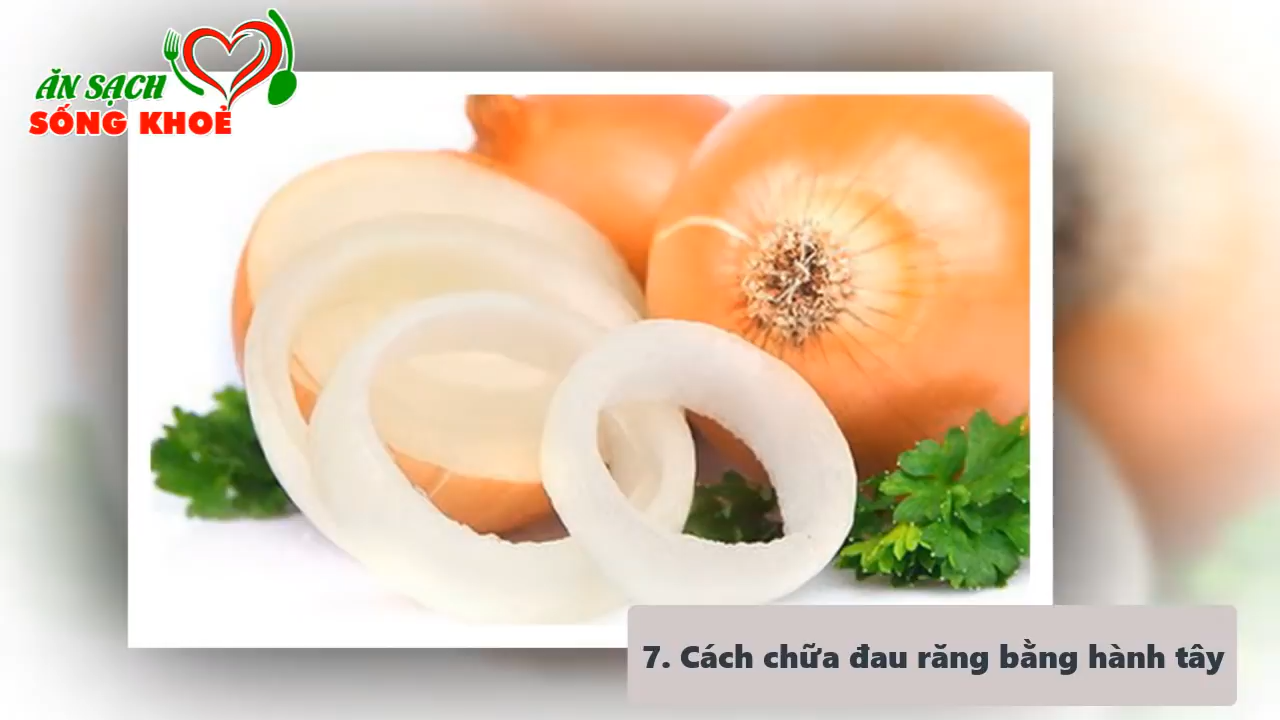 ĂN SẠCH
SỐNG KHOẺ
7. Cách chữa đau răng bằng hành tây